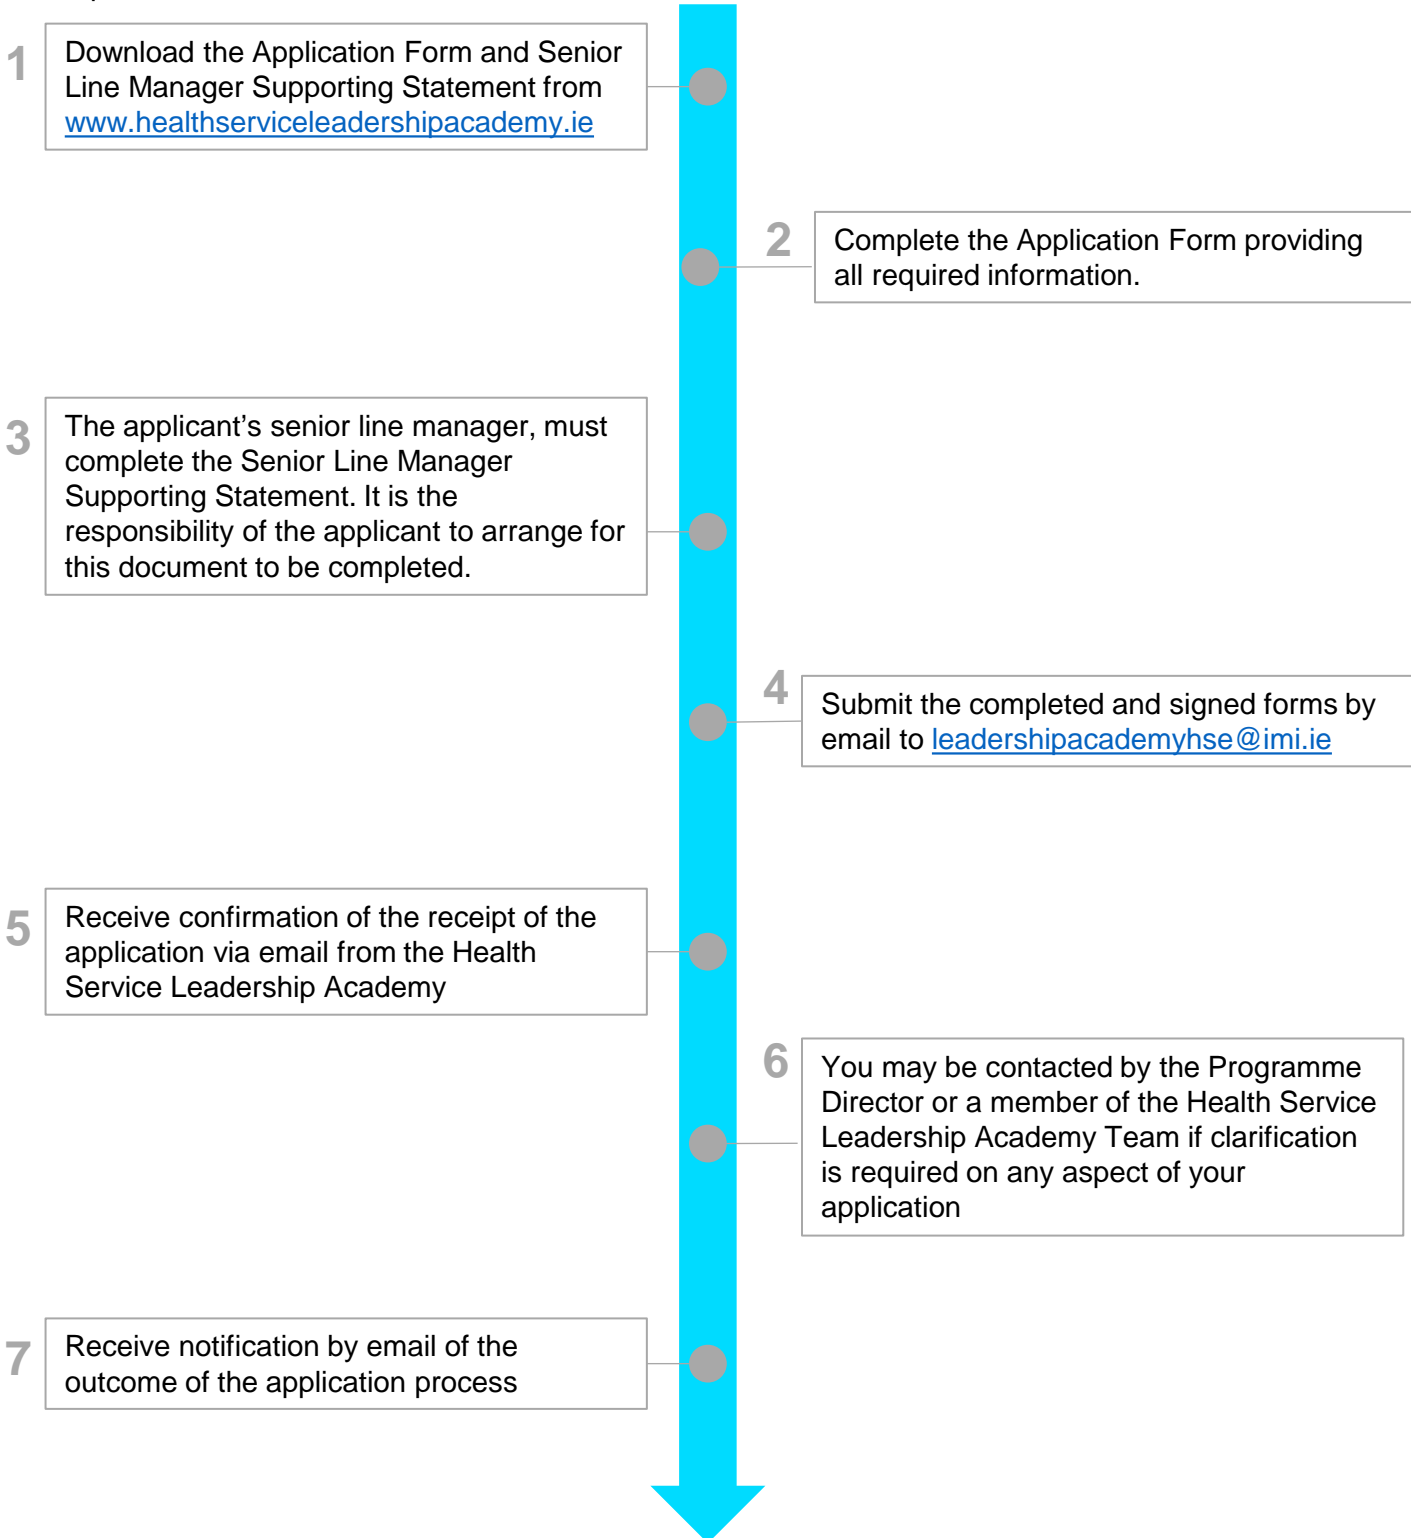 1
Download the Application Form and Senior
Line Manager Supporting Statement from
www.healthserviceleadershipacademy.ie
2
Complete the Application Form providing
all required information.
3
The applicant’s senior line manager, must
complete the Senior Line Manager
Supporting Statement. It is the
responsibility of the applicant to arrange for
this document to be completed.
4
Submit the completed and signed forms by
email to leadershipacademyhse@imi.ie
5
Receive confirmation of the receipt of the
application via email from the Health
Service Leadership Academy
6
You may be contacted by the Programme
Director or a member of the Health Service
Leadership Academy Team if clarification
is required on any aspect of your
application
7
Receive notification by email of the
outcome of the application process